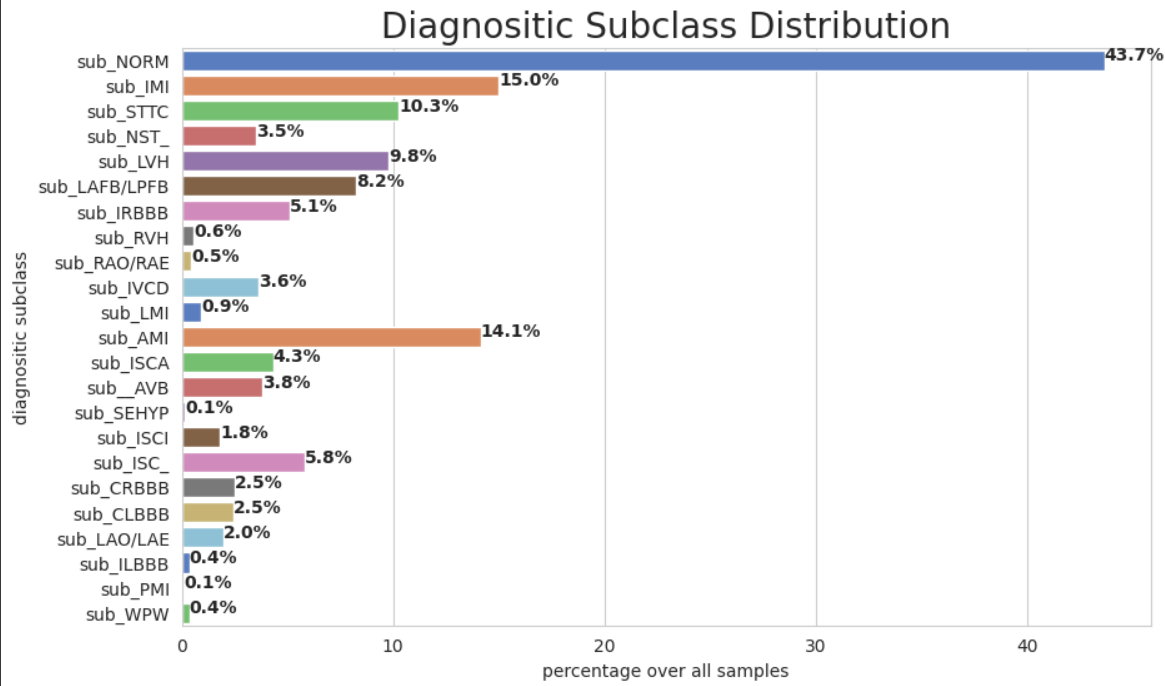 Diagnositic Subclass Distribution
sub_NORM 43.7%
sub_IMI 15.0%
sub_STTC 10.3%
sub_NST_ 3.5%
sub_LVH 9.8%
sub_LAFB/LPFB 8.2%
sub_IRBBB 5.1%
sub_RVH 0.6%
sub_RAO/RAE 0.5%
sub_IVCD 3.6%
sub_LMI 0.9%
sub_AMI 14.1%
sub_ISCA 4.3%
sub__AVB 3.8%
sub_SEHYP 0.1%
sub_ISCI 1.8%
sub_ISC_ 5.8%
sub_CRBBB 2.5%
sub_CLBBB 2.5%
sub_LAO/LAE 2.0%
sub_ILBBB 0.4%
sub_PMI 0.1%
sub_WPW 0.4%
diagnositic subclass
0 10 20 30 40
percentage over all samples